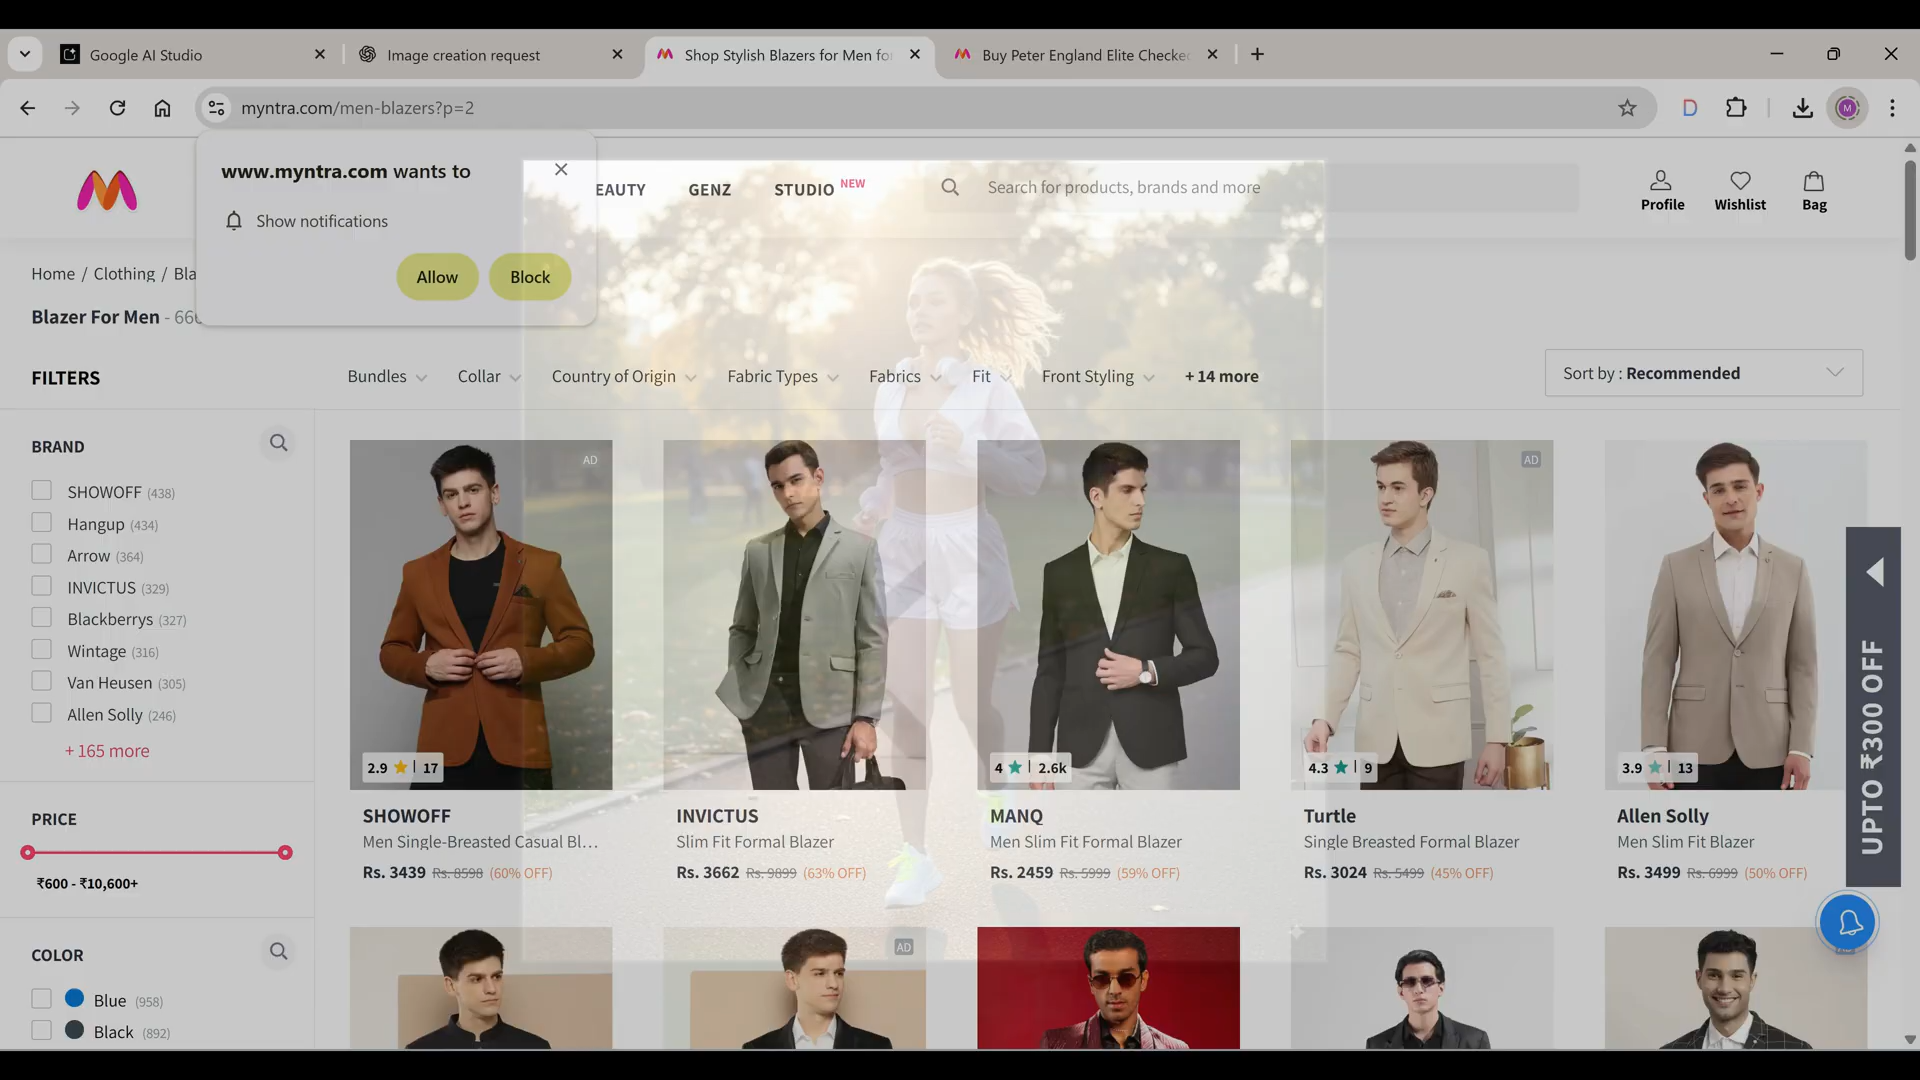 Google AI Studio
Image creation request
Shop Stylish Blazers for Men fo
Buy Peter England Elite Checke
myntra.com/men-blazers?p=2
D
M
www.myntra.com wants to
Show notifications
Allow
Block
EAUTY
GENZ
STUDIO NEW
Search for products, brands and more
Profile
Wishlist
Bag
Home / Clothing / Bla
Blazer For Men - 666
FILTERS
Bundles
Collar
Country of Origin
Fabric Types
Fabrics
Fit
Front Styling
+ 14 more
Sort by : Recommended
BRAND
SHOWOFF (438)
Hangup (434)
Arrow (364)
INVICTUS (329)
Blackberrys (327)
Wintage (316)
Van Heusen (305)
Allen Solly (246)
+ 165 more
PRICE
₹600 - ₹10,600+
COLOR
Blue (958)
Black (892)
AD
2.9 | 17
SHOWOFF
Men Single-Breasted Casual Bl...
Rs. 3439 Rs. 8598 (60% OFF)
INVICTUS
Slim Fit Formal Blazer
Rs. 3662 Rs. 9899 (63% OFF)
4 | 2.6k
MANQ
Men Slim Fit Formal Blazer
Rs. 2459 Rs. 5999 (59% OFF)
AD
4.3 | 9
Turtle
Single Breasted Formal Blazer
Rs. 3024 Rs. 5499 (45% OFF)
3.9 | 13
Allen Solly
Men Slim Fit Blazer
Rs. 3499 Rs. 6999 (50% OFF)
UPTO ₹300 OFF
AD